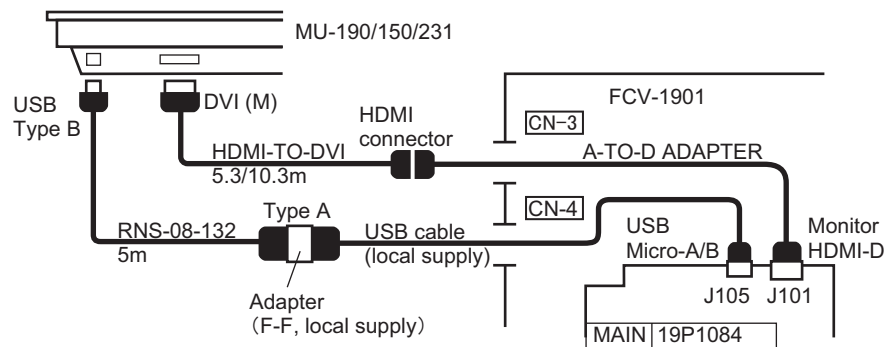 MU-190/150/231
USB
Type B
DVI (M)
HDMI
connector
FCV-1901
CN-3
HDMI-TO-DVI
5.3/10.3m
A-TO-D ADAPTER
CN-4
Type A
RNS-08-132
5m
USB cable
(local supply)
USB
Micro-A/B
Monitor
HDMI-D
Adapter
(F-F, local supply)
J105
J101
MAIN 19P1084